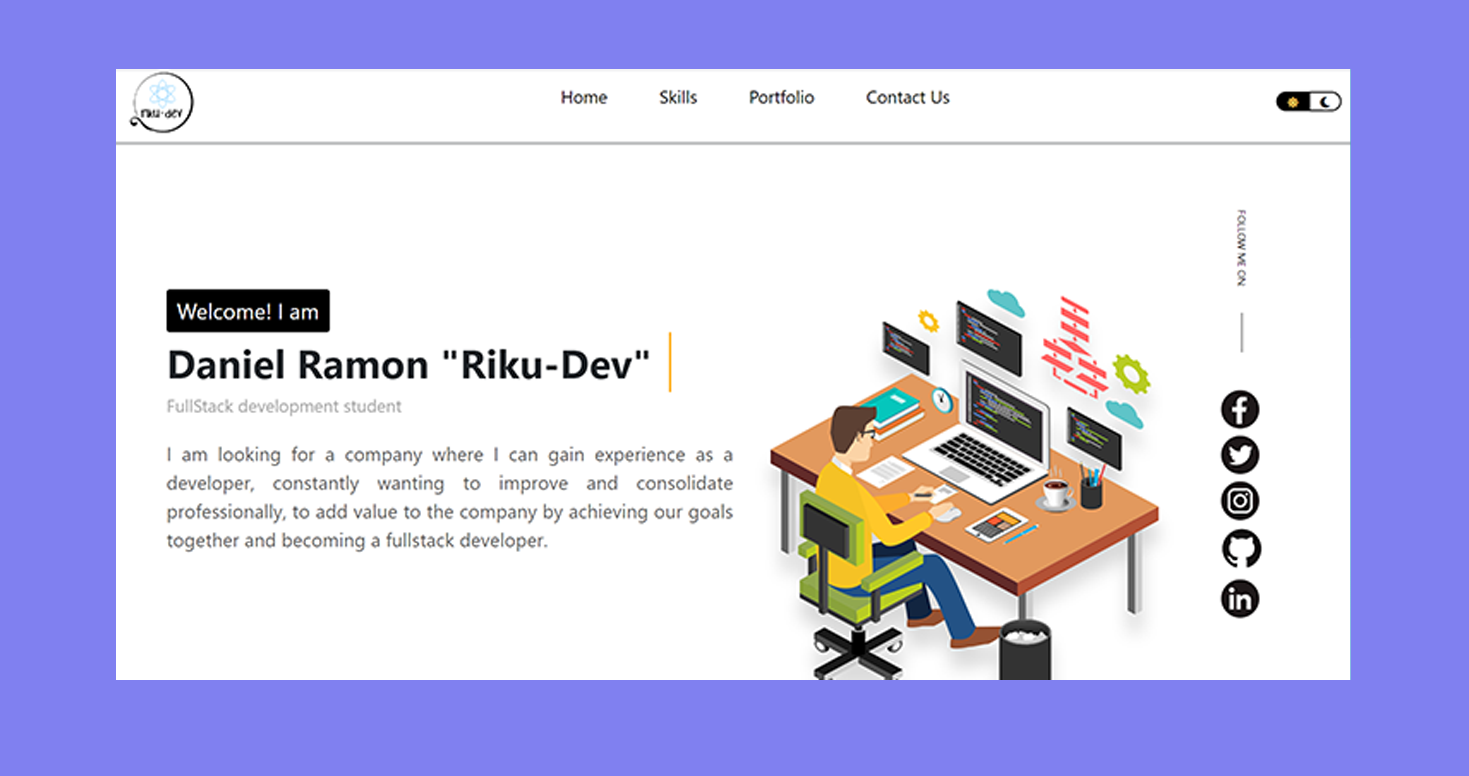 riku-dev
Home Skills Portfolio Contact Us
FOLLOW ME ON
Welcome! I am
Daniel Ramon "Riku-Dev"
FullStack development student
I am looking for a company where I can gain experience as a
developer, constantly wanting to improve and consolidate
professionally, to add value to the company by achieving our goals
together and becoming a fullstack developer.